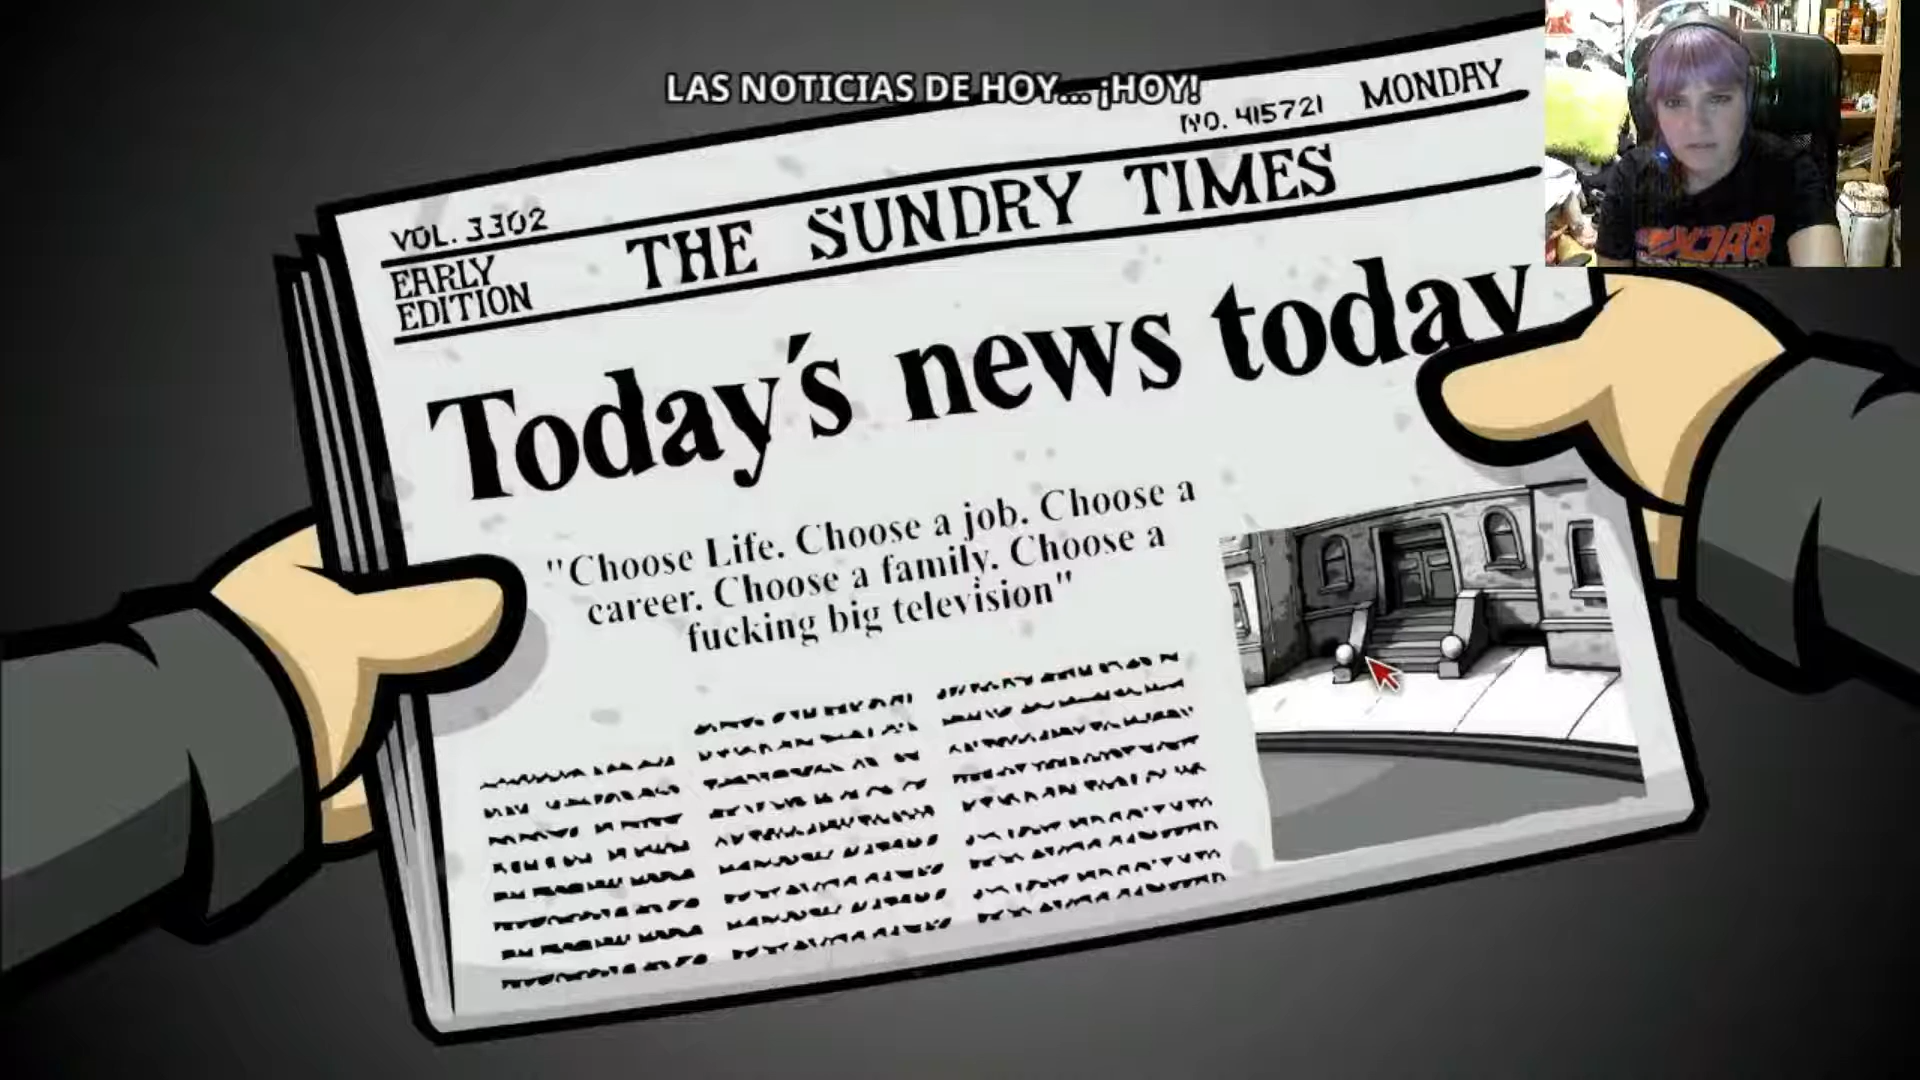 LAS NOTICIAS DE HOY... ¡HOY!
NO. 415721 MONDAY
VOL. 3302
EARLY
EDITION
THE SUNDRY TIMES
Today's news today
"Choose Life. Choose a job. Choose a
career. Choose a family. Choose a
fucking big television"